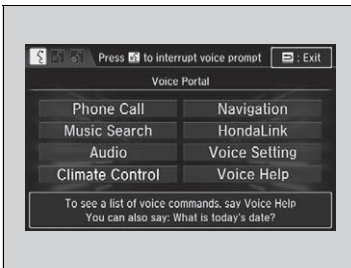 Press to interrupt voice prompt
: Exit
Voice Portal
Phone Call
Navigation
Music Search
HondaLink
Audio
Voice Setting
Climate Control
Voice Help
To see a list of voice commands, say Voice Help
You can also say: What is today's date?